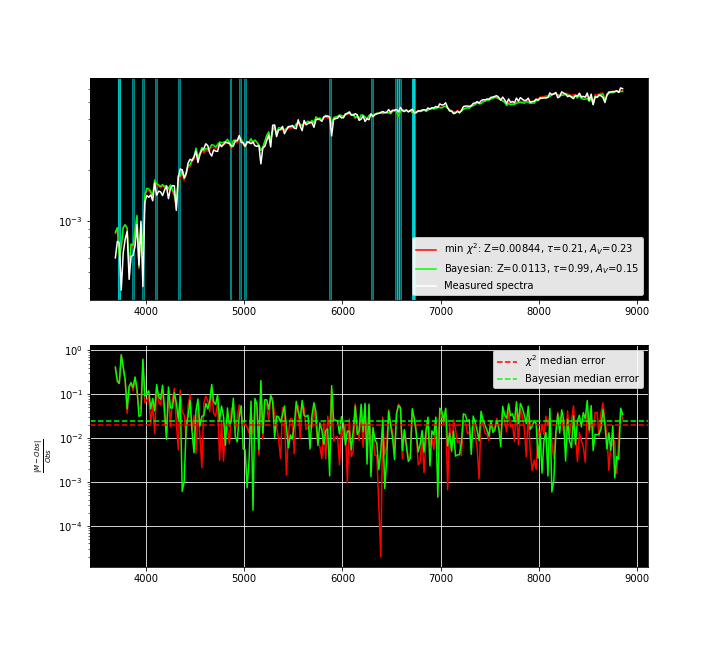 10⁻³
min χ²: Z=0.00844, τ=0.21, A_V=0.23
Bayesian: Z=0.0113, τ=0.99, A_V=0.15
Measured spectra
4000 5000 6000 7000 8000 9000
10⁰
χ² median error
Bayesian median error
10⁻¹
10⁻²
|M − Obs|
Obs
10⁻³
10⁻⁴
4000 5000 6000 7000 8000 9000